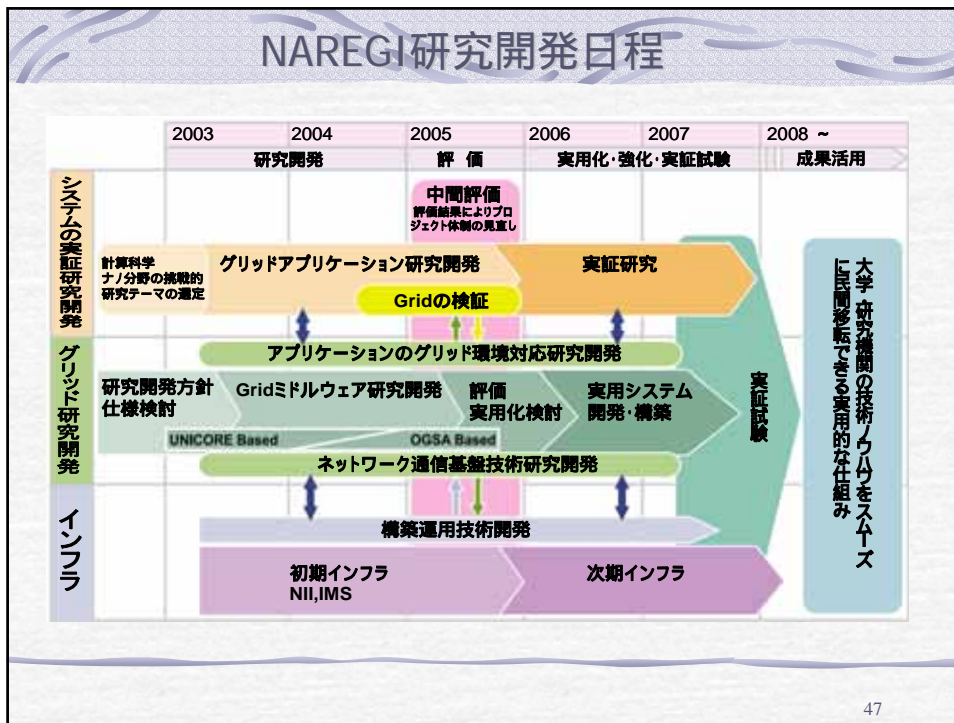 NAREGI研究開発日程
2003 2004 2005 2006 2007 2008 ~
研究開発 評 価 実用化・強化・実証試験 成果活用
システムの実証研究開発
中間評価
評価結果によりプロ
ジェクト体制の見直し
計算科学
ナノ分野の挑戦的
研究テーマの選定
グリッドアプリケーション研究開発
実証研究
Gridの検証
グリッド研究開発
アプリケーションのグリッド環境対応研究開発
研究開発方針
仕様検討
Gridミドルウェア研究開発
評価
実用化検討
実用システム
開発・構築
UNICORE Based
OGSA Based
ネットワーク通信基盤技術研究開発
実証試験
大学・研究機関の技術ノウハウをスムーズ
に民間移転できる実用的な仕組み
インフラ
構築運用技術開発
初期インフラ
NII,IMS
次期インフラ
47